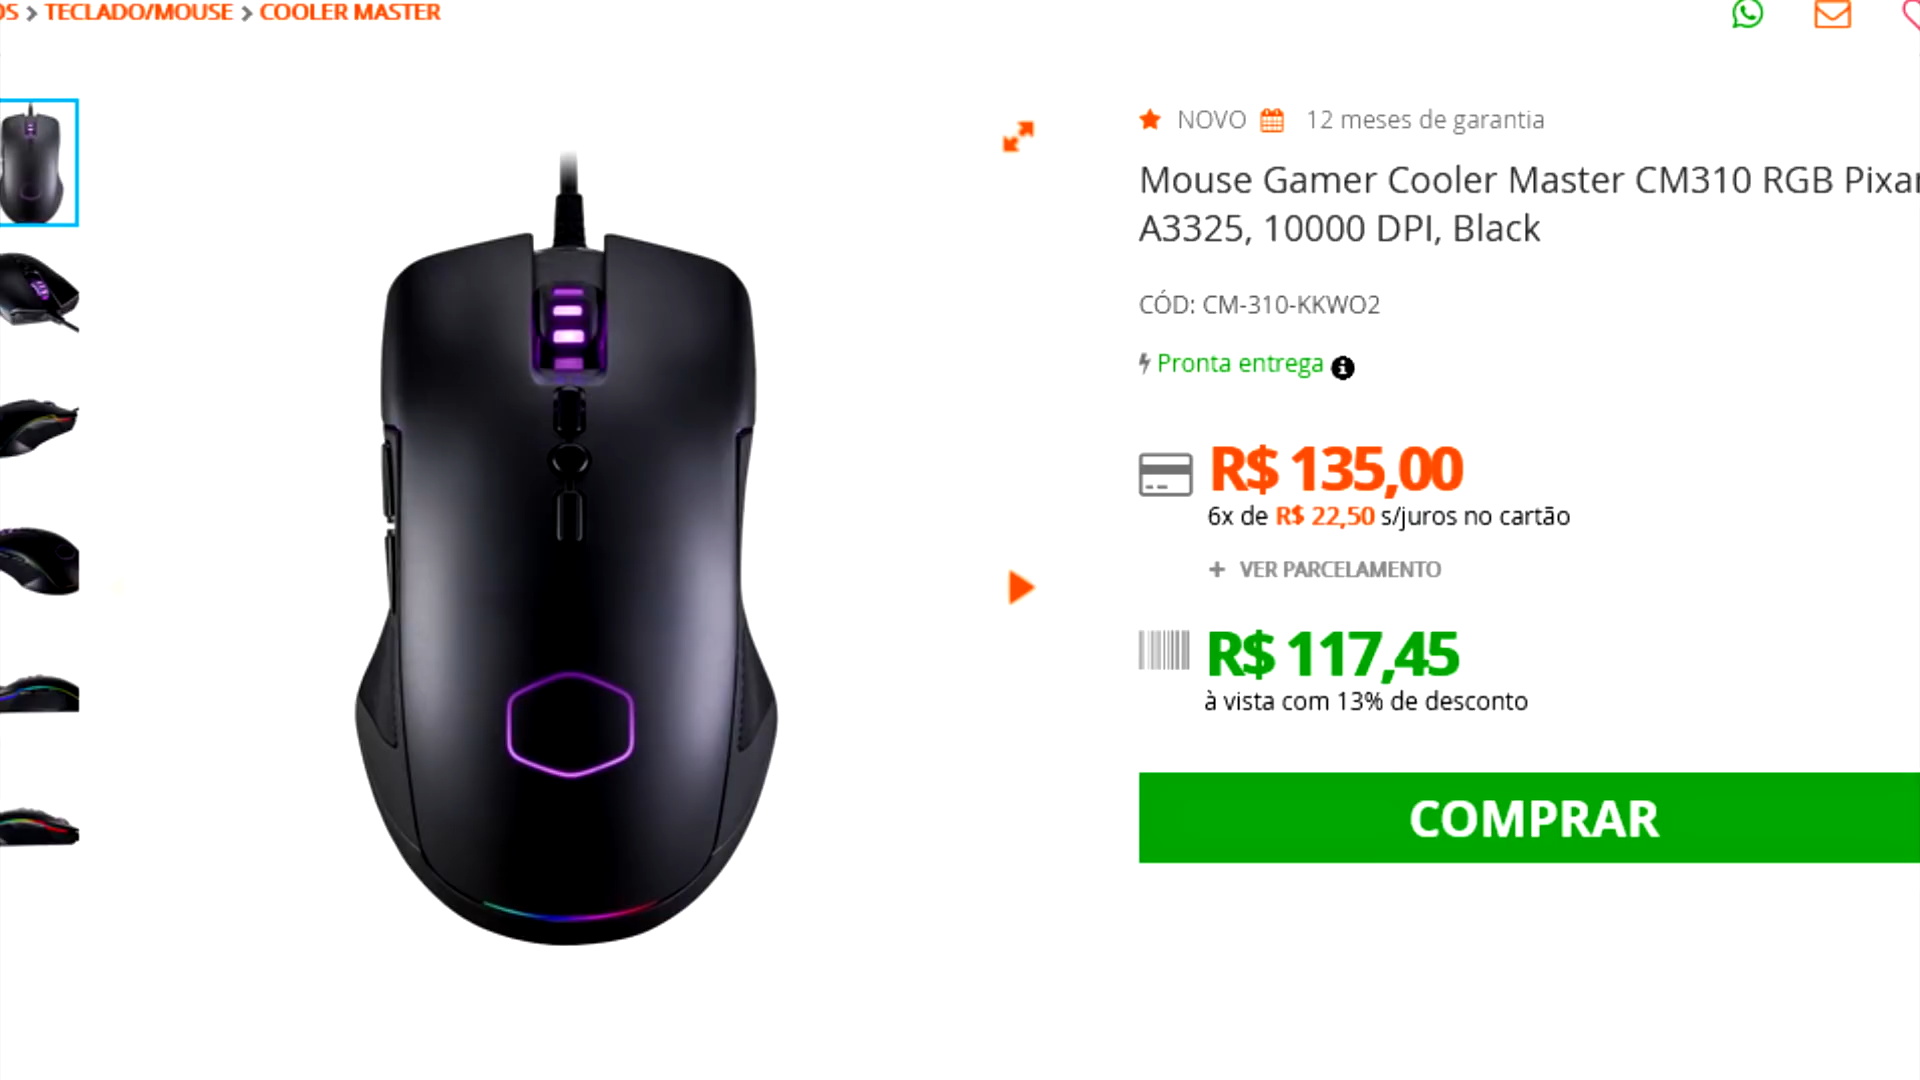 OS > TECLADO/MOUSE > COOLER MASTER
NOVO 12 meses de garantia
Mouse Gamer Cooler Master CM310 RGB Pixar
A3325, 10000 DPI, Black
CÓD: CM-310-KKWO2
Pronta entrega
R$ 135,00
6x de R$ 22,50 s/juros no cartão
+ VER PARCELAMENTO
R$ 117,45
à vista com 13% de desconto
COMPRAR